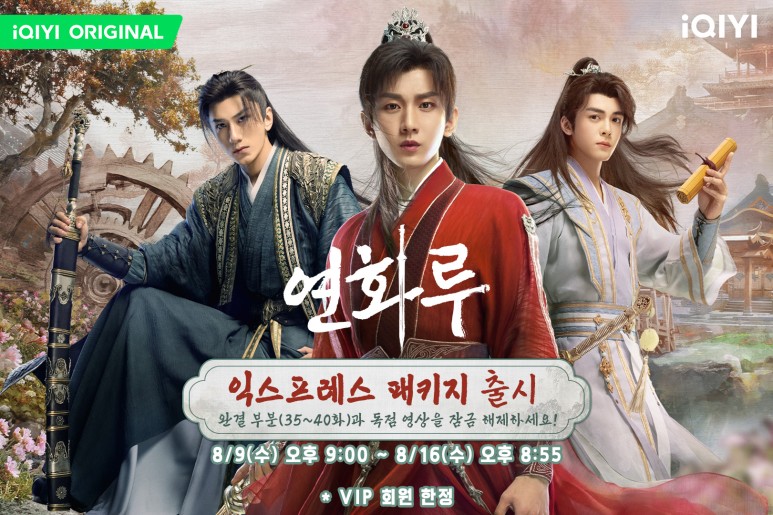 iQIYI ORIGINAL
iQIYI
연화루
익스프레스 패키지 출시
완결 부분(35~40화)과 독점 영상을 잠금 해제하세요!
8/9(수) 오후 9:00 ~ 8/16(수) 오후 8:55
* VIP 회원 한정